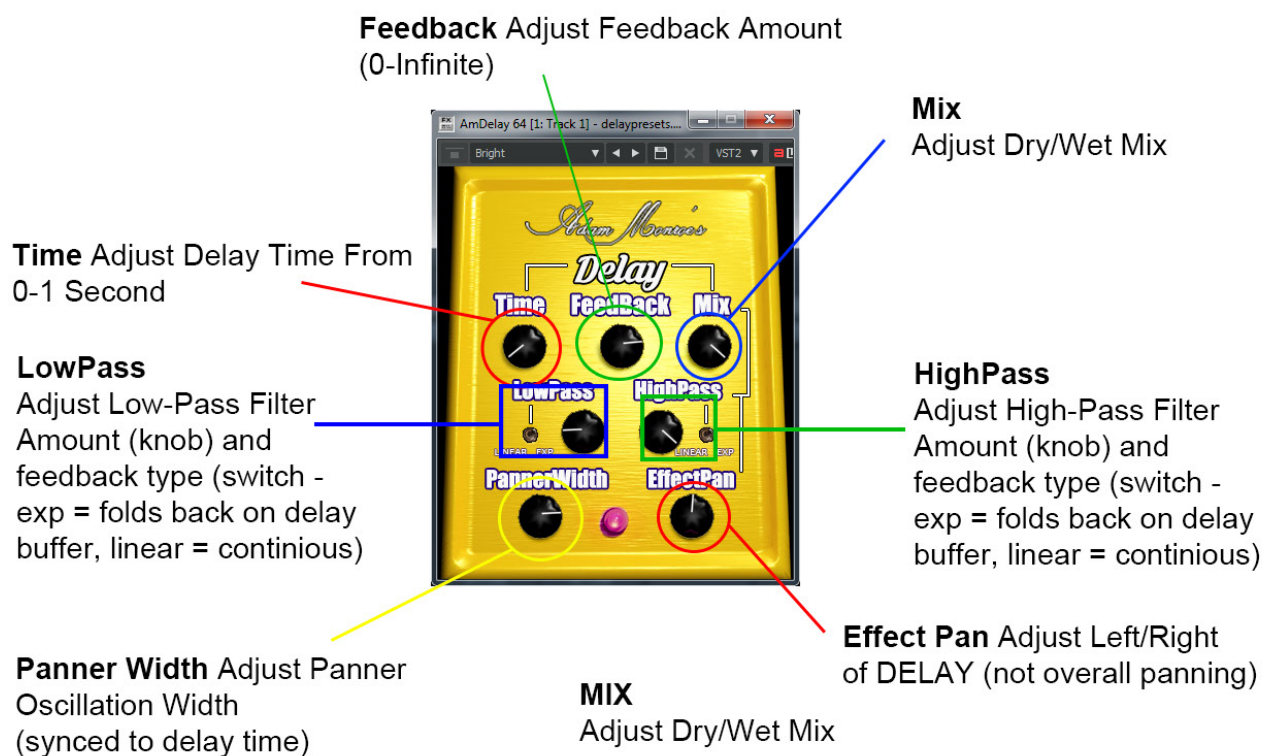 Feedback Adjust Feedback Amount
(0-Infinite)
Mix
Adjust Dry/Wet Mix
AmDelay 64 [1: Track 1] - delaypresets....
FX
Bright
VST2
Adam Monroe's
Delay
Time FeedBack Mix
LowPass HighPass
LINEAR EXP
LINEAR EXP
PannerWidth EffectPan
Time Adjust Delay Time From
0-1 Second
LowPass
Adjust Low-Pass Filter
Amount (knob) and
feedback type (switch -
exp = folds back on delay
buffer, linear = continious)
HighPass
Adjust High-Pass Filter
Amount (knob) and
feedback type (switch -
exp = folds back on delay
buffer, linear = continious)
Panner Width Adjust Panner
Oscillation Width
(synced to delay time)
MIX
Adjust Dry/Wet Mix
Effect Pan Adjust Left/Right
of DELAY (not overall panning)